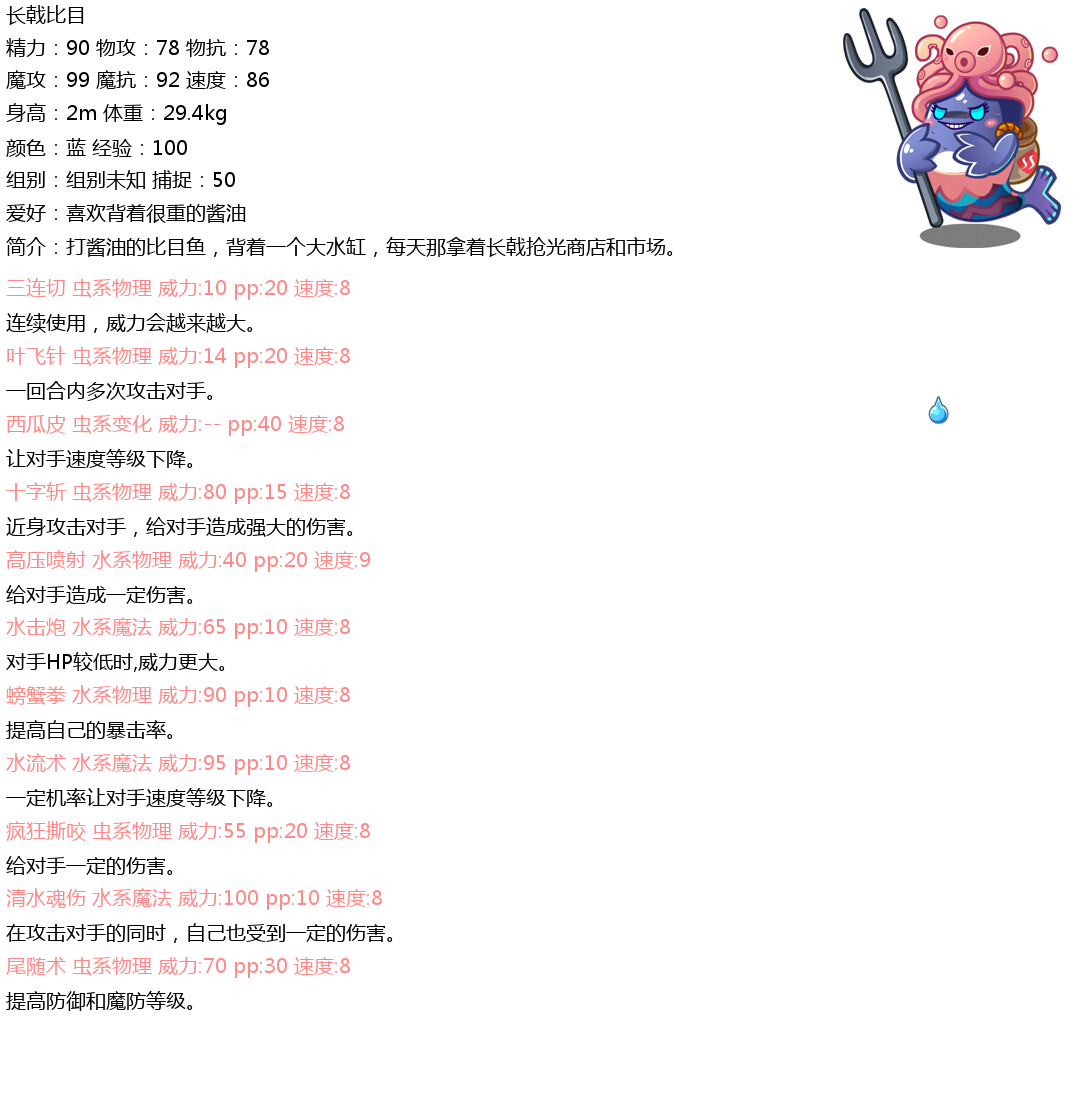 长戟比目
精力：90 物攻：78 物抗：78
魔攻：99 魔抗：92 速度：86
身高：2m 体重：29.4kg
颜色：蓝 经验：100
组别：组别未知 捕捉：50
爱好：喜欢背着很重的酱油
简介：打酱油的比目鱼，背着一个大水缸，每天那拿着长戟抢光商店和市场。
三连切 虫系物理 威力:10 pp:20 速度:8
连续使用，威力会越来越大。
叶飞针 虫系物理 威力:14 pp:20 速度:8
一回合内多次攻击对手。
西瓜皮 虫系变化 威力:-- pp:40 速度:8
让对手速度等级下降。
十字斩 虫系物理 威力:80 pp:15 速度:8
近身攻击对手，给对手造成强大的伤害。
高压喷射 水系物理 威力:40 pp:20 速度:9
给对手造成一定伤害。
水击炮 水系魔法 威力:65 pp:10 速度:8
对手HP较低时,威力更大。
螃蟹拳 水系物理 威力:90 pp:10 速度:8
提高自己的暴击率。
水流术 水系魔法 威力:95 pp:10 速度:8
一定机率让对手速度等级下降。
疯狂撕咬 虫系物理 威力:55 pp:20 速度:8
给对手一定的伤害。
清水魂伤 水系魔法 威力:100 pp:10 速度:8
在攻击对手的同时，自己也受到一定的伤害。
尾随术 虫系物理 威力:70 pp:30 速度:8
提高防御和魔防等级。